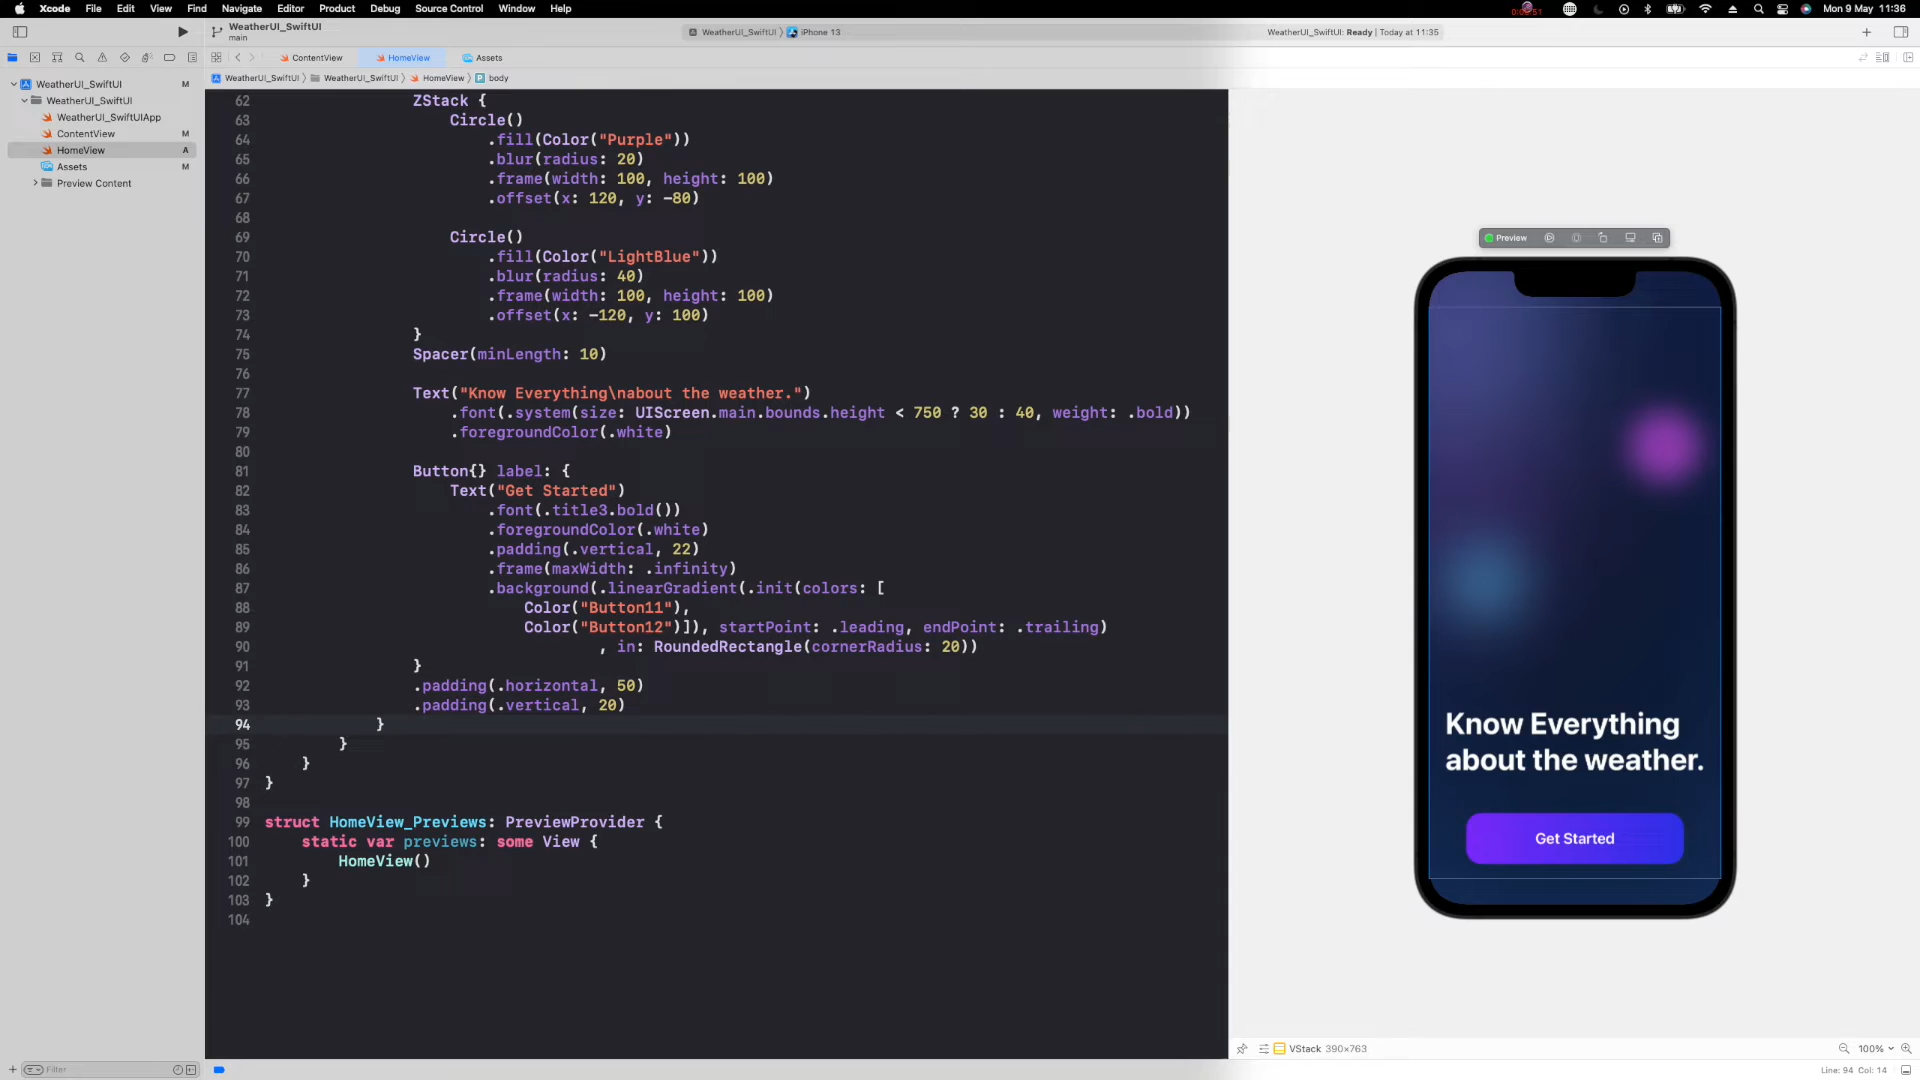 Xcode File Edit View Find Navigate Editor Product Debug Source Control Window Help
Mon 9 May 11:36
WeatherUI_SwiftUI
main
WeatherUI_SwiftUI iPhone 13
WeatherUI_SwiftUI: Ready | Today at 11:35
ContentView HomeView Assets
WeatherUI_SwiftUI WeatherUI_SwiftUI HomeView body
WeatherUI_SwiftUI M
WeatherUI_SwiftUI
WeatherUI_SwiftUIApp
ContentView M
HomeView A
Assets M
Preview Content
62 ZStack {
63 Circle()
64 .fill(Color("Purple"))
65 .blur(radius: 20)
66 .frame(width: 100, height: 100)
67 .offset(x: 120, y: -80)
68
69 Circle()
70 .fill(Color("LightBlue"))
71 .blur(radius: 40)
72 .frame(width: 100, height: 100)
73 .offset(x: -120, y: 100)
74 }
75 Spacer(minLength: 10)
76
77 Text("Know Everything\nabout the weather.")
78 .font(.system(size: UIScreen.main.bounds.height < 750 ? 30 : 40, weight: .bold))
79 .foregroundColor(.white)
80
81 Button{} label: {
82 Text("Get Started")
83 .font(.title3.bold())
84 .foregroundColor(.white)
85 .padding(.vertical, 22)
86 .frame(maxWidth: .infinity)
87 .background(.linearGradient(.init(colors: [
88 Color("Button11"),
89 Color("Button12")]), startPoint: .leading, endPoint: .trailing)
90 , in: RoundedRectangle(cornerRadius: 20))
91 }
92 .padding(.horizontal, 50)
93 .padding(.vertical, 20)
94 }
95 }
96 }
97 }
98
99 struct HomeView_Previews: PreviewProvider {
100 static var previews: some View {
101 HomeView()
102 }
103 }
104
Preview
Know Everything
about the weather.
Get Started
VStack 390×763
100%
Filter
Line: 94 Col: 14